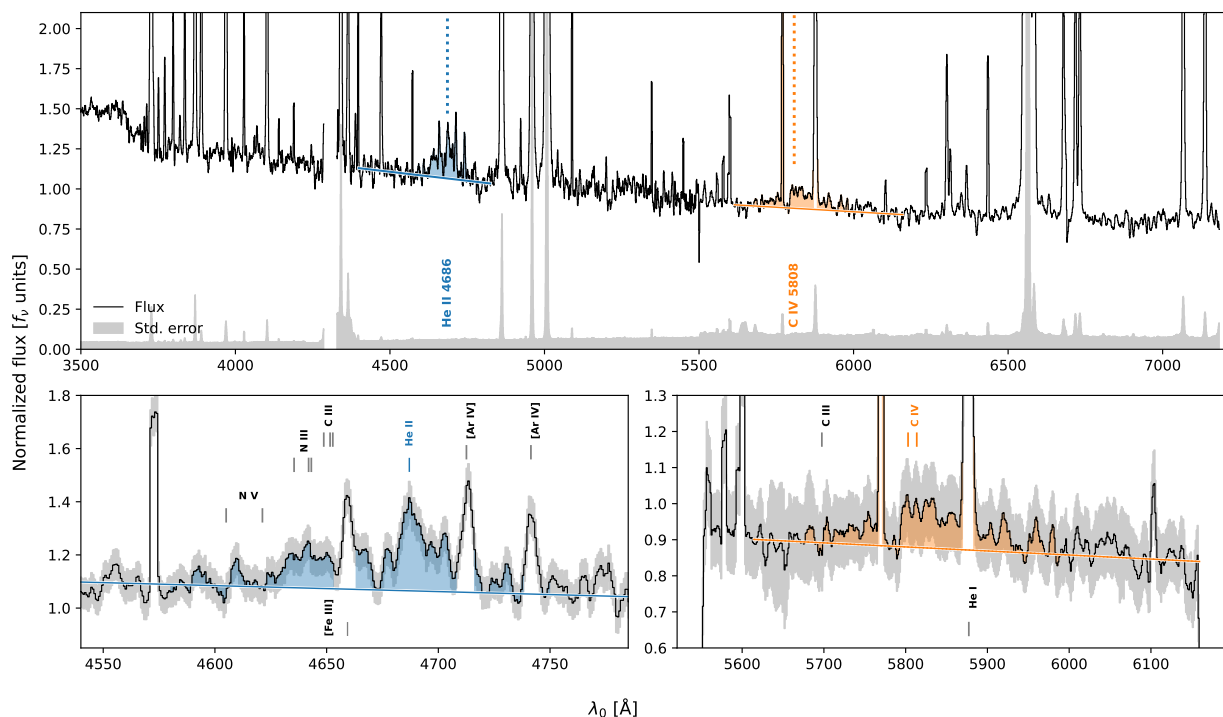 2.00
1.75
1.50
1.25
1.00
0.75
0.50
0.25
0.00
He II 4686
C IV 5808
Flux
Std. error
3500 4000 4500 5000 5500 6000 6500 7000
Normalized flux [fν units]
1.8
1.6
1.4
1.2
1.0
N V
N III
C III
He II
[Ar IV]
[Ar IV]
[Fe III]
4550 4600 4650 4700 4750
1.3
1.2
1.1
1.0
0.9
0.8
0.7
0.6
C III
C IV
He I
5600 5700 5800 5900 6000 6100
λ0 [Å]